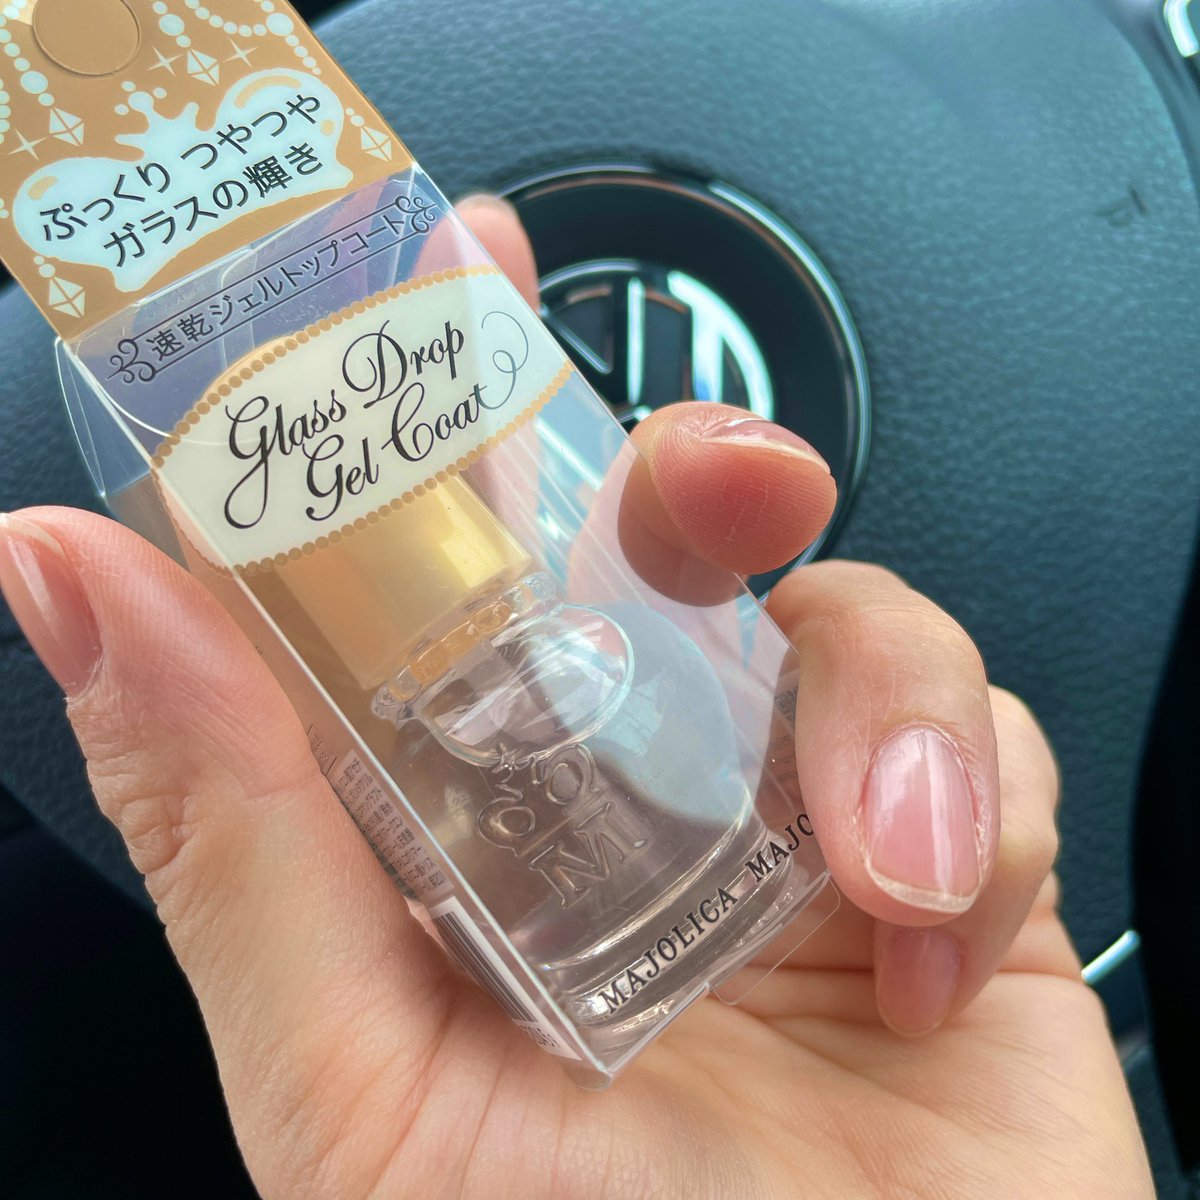 ぷっくり つやつや
ガラスの輝き
速乾ジェルトップコート
Glass Drop
Gel Coat
M
MAJOLICA MAJO